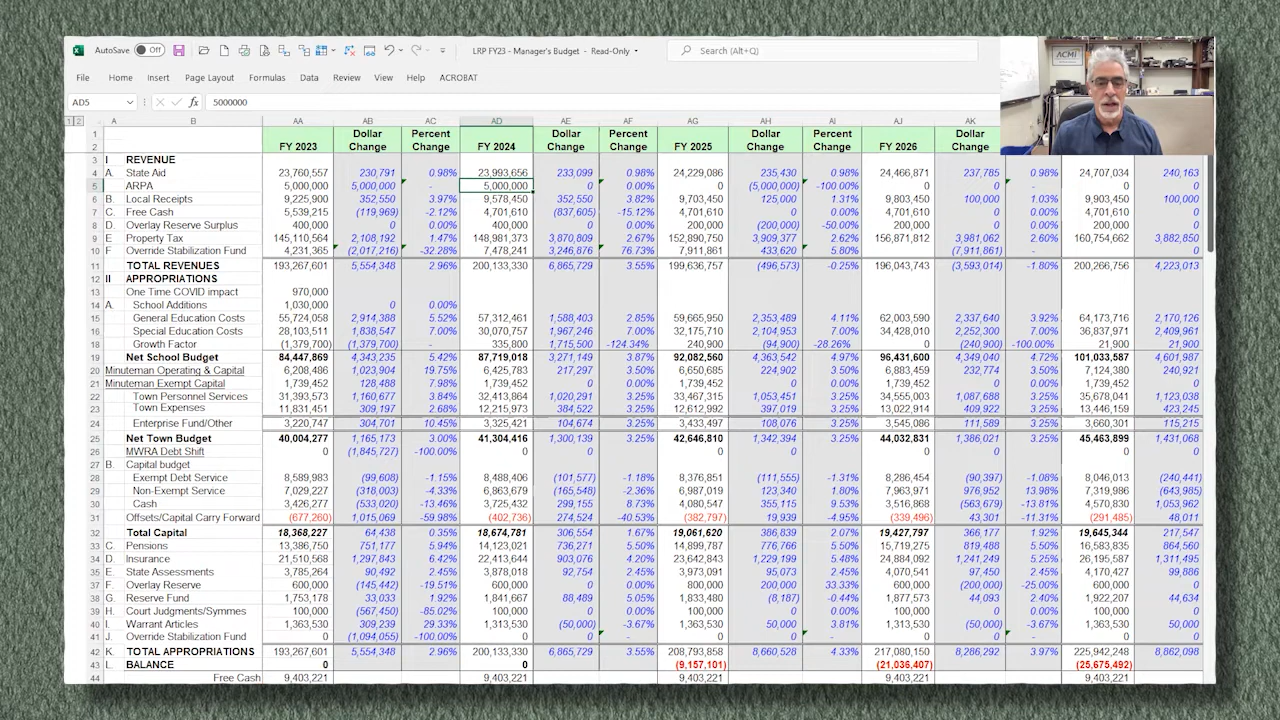 AutoSave Off LRP FY23 - Manager's Budget - Read-Only Search (Alt+Q)
ACMi
File Home Insert Page Layout Formulas Data Review View Help ACROBAT
AD5 fx 5000000
1 2 A B AA AB AC AD AE AF AG AH AI AJ AK
1 Dollar Percent Dollar Percent Dollar Percent Dollar
2 FY 2023 Change Change FY 2024 Change Change FY 2025 Change Change FY 2026 Change
3 I REVENUE
4 A. State Aid 23,760,557 230,791 0.98% 23,993,656 233,099 0.98% 24,229,086 235,430 0.98% 24,466,871 237,785 0.98% 24,707,034 240,163
5 ARPA 5,000,000 5,000,000 - 5,000,000 0 0.00% 0 (5,000,000) -100.00% 0 0 - 0 0
6 B. Local Receipts 9,225,900 352,550 3.97% 9,578,450 352,550 3.82% 9,703,450 125,000 1.31% 9,803,450 100,000 1.03% 9,903,450 100,000
7 C. Free Cash 5,539,215 (119,969) -2.12% 4,701,610 (837,605) -15.12% 4,701,610 0 0.00% 4,701,610 0 0.00% 4,701,610 0
8 D. Overlay Reserve Surplus 400,000 0 0.00% 400,000 0 0.00% 200,000 (200,000) -50.00% 200,000 0 0.00% 200,000 0
9 E Property Tax 145,110,564 2,108,192 1.47% 148,981,373 3,870,809 2.67% 152,890,750 3,909,377 2.62% 156,871,812 3,981,062 2.60% 160,754,662 3,882,850
10 F Override Stabilization Fund 4,231,365 (2,017,216) -32.28% 7,478,241 3,246,876 76.73% 7,911,861 433,620 5.80% 0 (7,911,861) - 0 0
11 TOTAL REVENUES 193,267,601 5,554,348 2.96% 200,133,330 6,865,729 3.55% 199,636,757 (496,573) -0.25% 196,043,743 (3,593,014) -1.80% 200,266,756 4,223,013
12 II APPROPRIATIONS
13 One Time COVID impact 970,000
14 A. School Additions 1,030,000 0 0.00%
15 General Education Costs 55,724,058 2,914,388 5.52% 57,312,461 1,588,403 2.85% 59,665,950 2,353,489 4.11% 62,003,590 2,337,640 3.92% 64,173,716 2,170,126
16 Special Education Costs 28,103,511 1,838,547 7.00% 30,070,757 1,967,246 7.00% 32,175,710 2,104,953 7.00% 34,428,010 2,252,300 7.00% 36,837,971 2,409,961
18 Growth Factor (1,379,700) (1,379,700) - 335,800 1,715,500 -124.34% 240,900 (94,900) -28.26% 0 (240,900) -100.00% 21,900 21,900
19 Net School Budget 84,447,869 4,343,235 5.42% 87,719,018 3,271,149 3.87% 92,082,560 4,363,542 4.97% 96,431,600 4,349,040 4.72% 101,033,587 4,601,987
20 Minuteman Operating & Capital 6,208,486 1,023,904 19.75% 6,425,783 217,297 3.50% 6,650,685 224,902 3.50% 6,883,459 232,774 3.50% 7,124,380 240,921
21 Minuteman Exempt Capital 1,739,452 128,488 7.98% 1,739,452 0 0.00% 1,739,452 0 0.00% 1,739,452 0 0.00% 1,739,452 0
22 Town Personnel Services 31,393,573 1,160,677 3.84% 32,413,864 1,020,291 3.25% 33,467,315 1,053,451 3.25% 34,555,003 1,087,688 3.25% 35,678,041 1,123,038
23 Town Expenses 11,831,451 309,197 2.68% 12,215,973 384,522 3.25% 12,612,992 397,019 3.25% 13,022,914 409,922 3.25% 13,446,159 423,245
24 Enterprise Fund/Other 3,220,747 304,701 10.45% 3,325,421 104,674 3.25% 3,433,497 108,076 3.25% 3,545,086 111,589 3.25% 3,660,301 115,215
25 Net Town Budget 40,004,277 1,165,173 3.00% 41,304,416 1,300,139 3.25% 42,646,810 1,342,394 3.25% 44,032,831 1,386,021 3.25% 45,463,899 1,431,068
26 MWRA Debt Shift 0 (1,845,727) -100.00% 0 0 0 0 0 0 0 0
27 B. Capital budget
28 Exempt Debt Service 8,589,983 (99,608) -1.15% 8,488,406 (101,577) -1.18% 8,376,851 (111,555) -1.31% 8,286,454 (90,397) -1.08% 8,046,013 (240,441)
29 Non-Exempt Service 7,029,227 (318,003) -4.33% 6,863,679 (165,548) -2.36% 6,987,019 123,340 1.80% 7,963,971 976,952 13.98% 7,319,986 (643,985)
30 Cash 3,426,277 (533,020) -13.46% 3,725,432 299,155 8.73% 4,080,547 355,115 9.53% 3,516,868 (563,679) -13.81% 4,570,830 1,053,962
31 Offsets/Capital Carry Forward (677,260) 1,015,069 -59.98% (402,736) 274,524 -40.53% (382,797) 19,939 -4.95% (339,496) 43,301 -11.31% (291,485) 48,011
32 Total Capital 18,368,227 64,438 0.35% 18,674,781 306,554 1.67% 19,061,620 386,839 2.07% 19,427,797 366,177 1.92% 19,645,344 217,547
33 C. Pensions 13,386,750 751,177 5.94% 14,123,021 736,271 5.50% 14,899,787 776,766 5.50% 15,719,275 819,488 5.50% 16,583,835 864,560
34 D. Insurance 21,510,568 1,297,843 6.42% 22,413,644 903,076 4.20% 23,642,843 1,229,199 5.48% 24,884,092 1,241,249 5.25% 26,195,587 1,311,495
35 E. State Assessments 3,785,264 90,492 2.45% 3,878,018 92,754 2.45% 3,973,091 95,073 2.45% 4,070,541 97,450 2.45% 4,170,427 99,886
37 F. Overlay Reserve 600,000 (145,442) -19.51% 600,000 0 0.00% 800,000 200,000 33.33% 600,000 (200,000) -25.00% 600,000 0
38 G. Reserve Fund 1,753,178 33,033 1.92% 1,841,667 88,489 5.05% 1,833,480 (8,187) -0.44% 1,877,573 44,093 2.40% 1,922,207 44,634
39 H. Court Judgments/Symmes 100,000 (567,450) -85.02% 100,000 0 0.00% 100,000 0 0.00% 100,000 0 0.00% 100,000 0
40 I. Warrant Articles 1,363,530 309,239 29.33% 1,313,530 (50,000) -3.67% 1,363,530 50,000 3.81% 1,313,530 (50,000) -3.67% 1,363,530 50,000
41 J. Override Stabilization Fund 0 (1,094,055) -100.00% 0 0 - 0 0 - 0 0 - 0 0
42 K. TOTAL APPROPRIATIONS 193,267,601 5,554,348 2.96% 200,133,330 6,865,729 3.55% 208,793,858 8,660,528 4.33% 217,080,150 8,286,292 3.97% 225,942,248 8,862,098
43 L. BALANCE 0 0 (9,157,101) (21,036,407) (25,675,492)
44 Free Cash 9,403,221 9,403,221 9,403,221 9,403,221 9,403,221